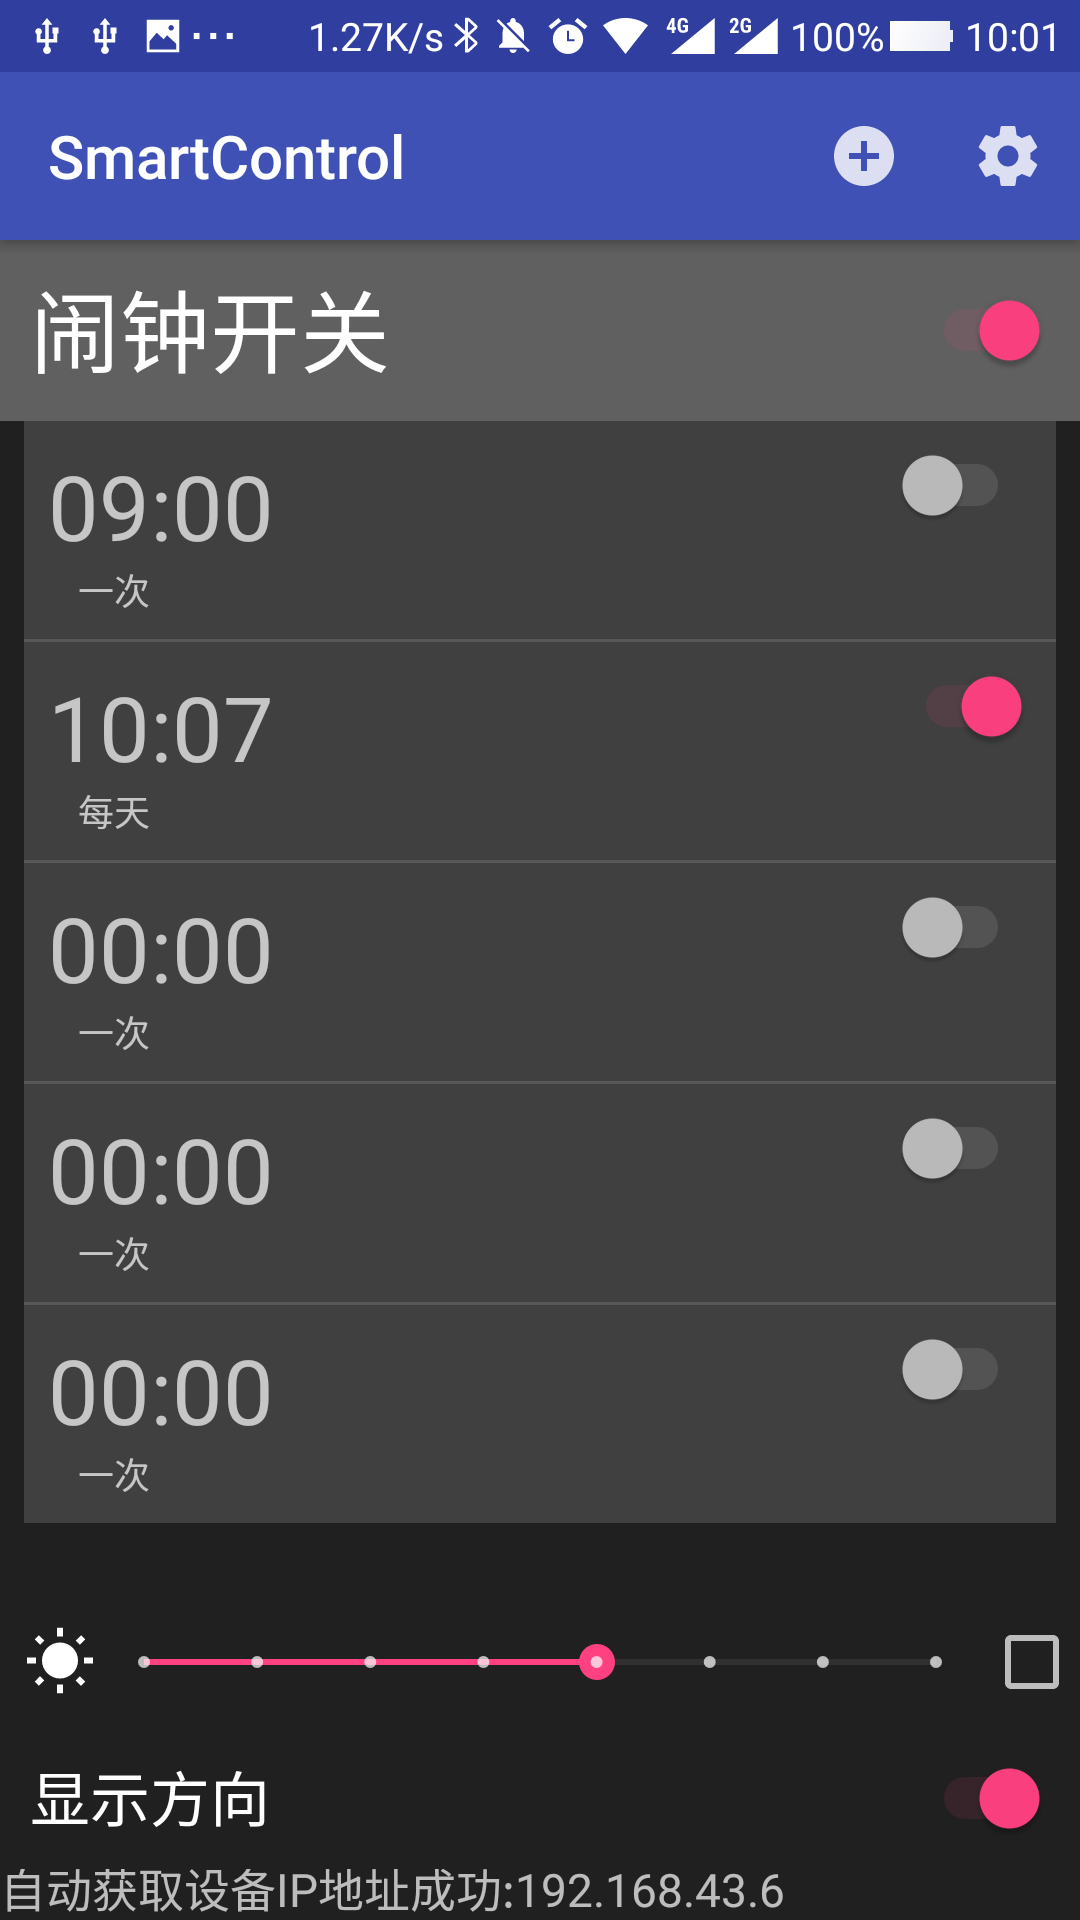 1.27K/s 4G 2G 100% 10:01
SmartControl
闹钟开关
09:00
一次
10:07
每天
00:00
一次
00:00
一次
00:00
一次
显示方向
自动获取设备IP地址成功:192.168.43.6